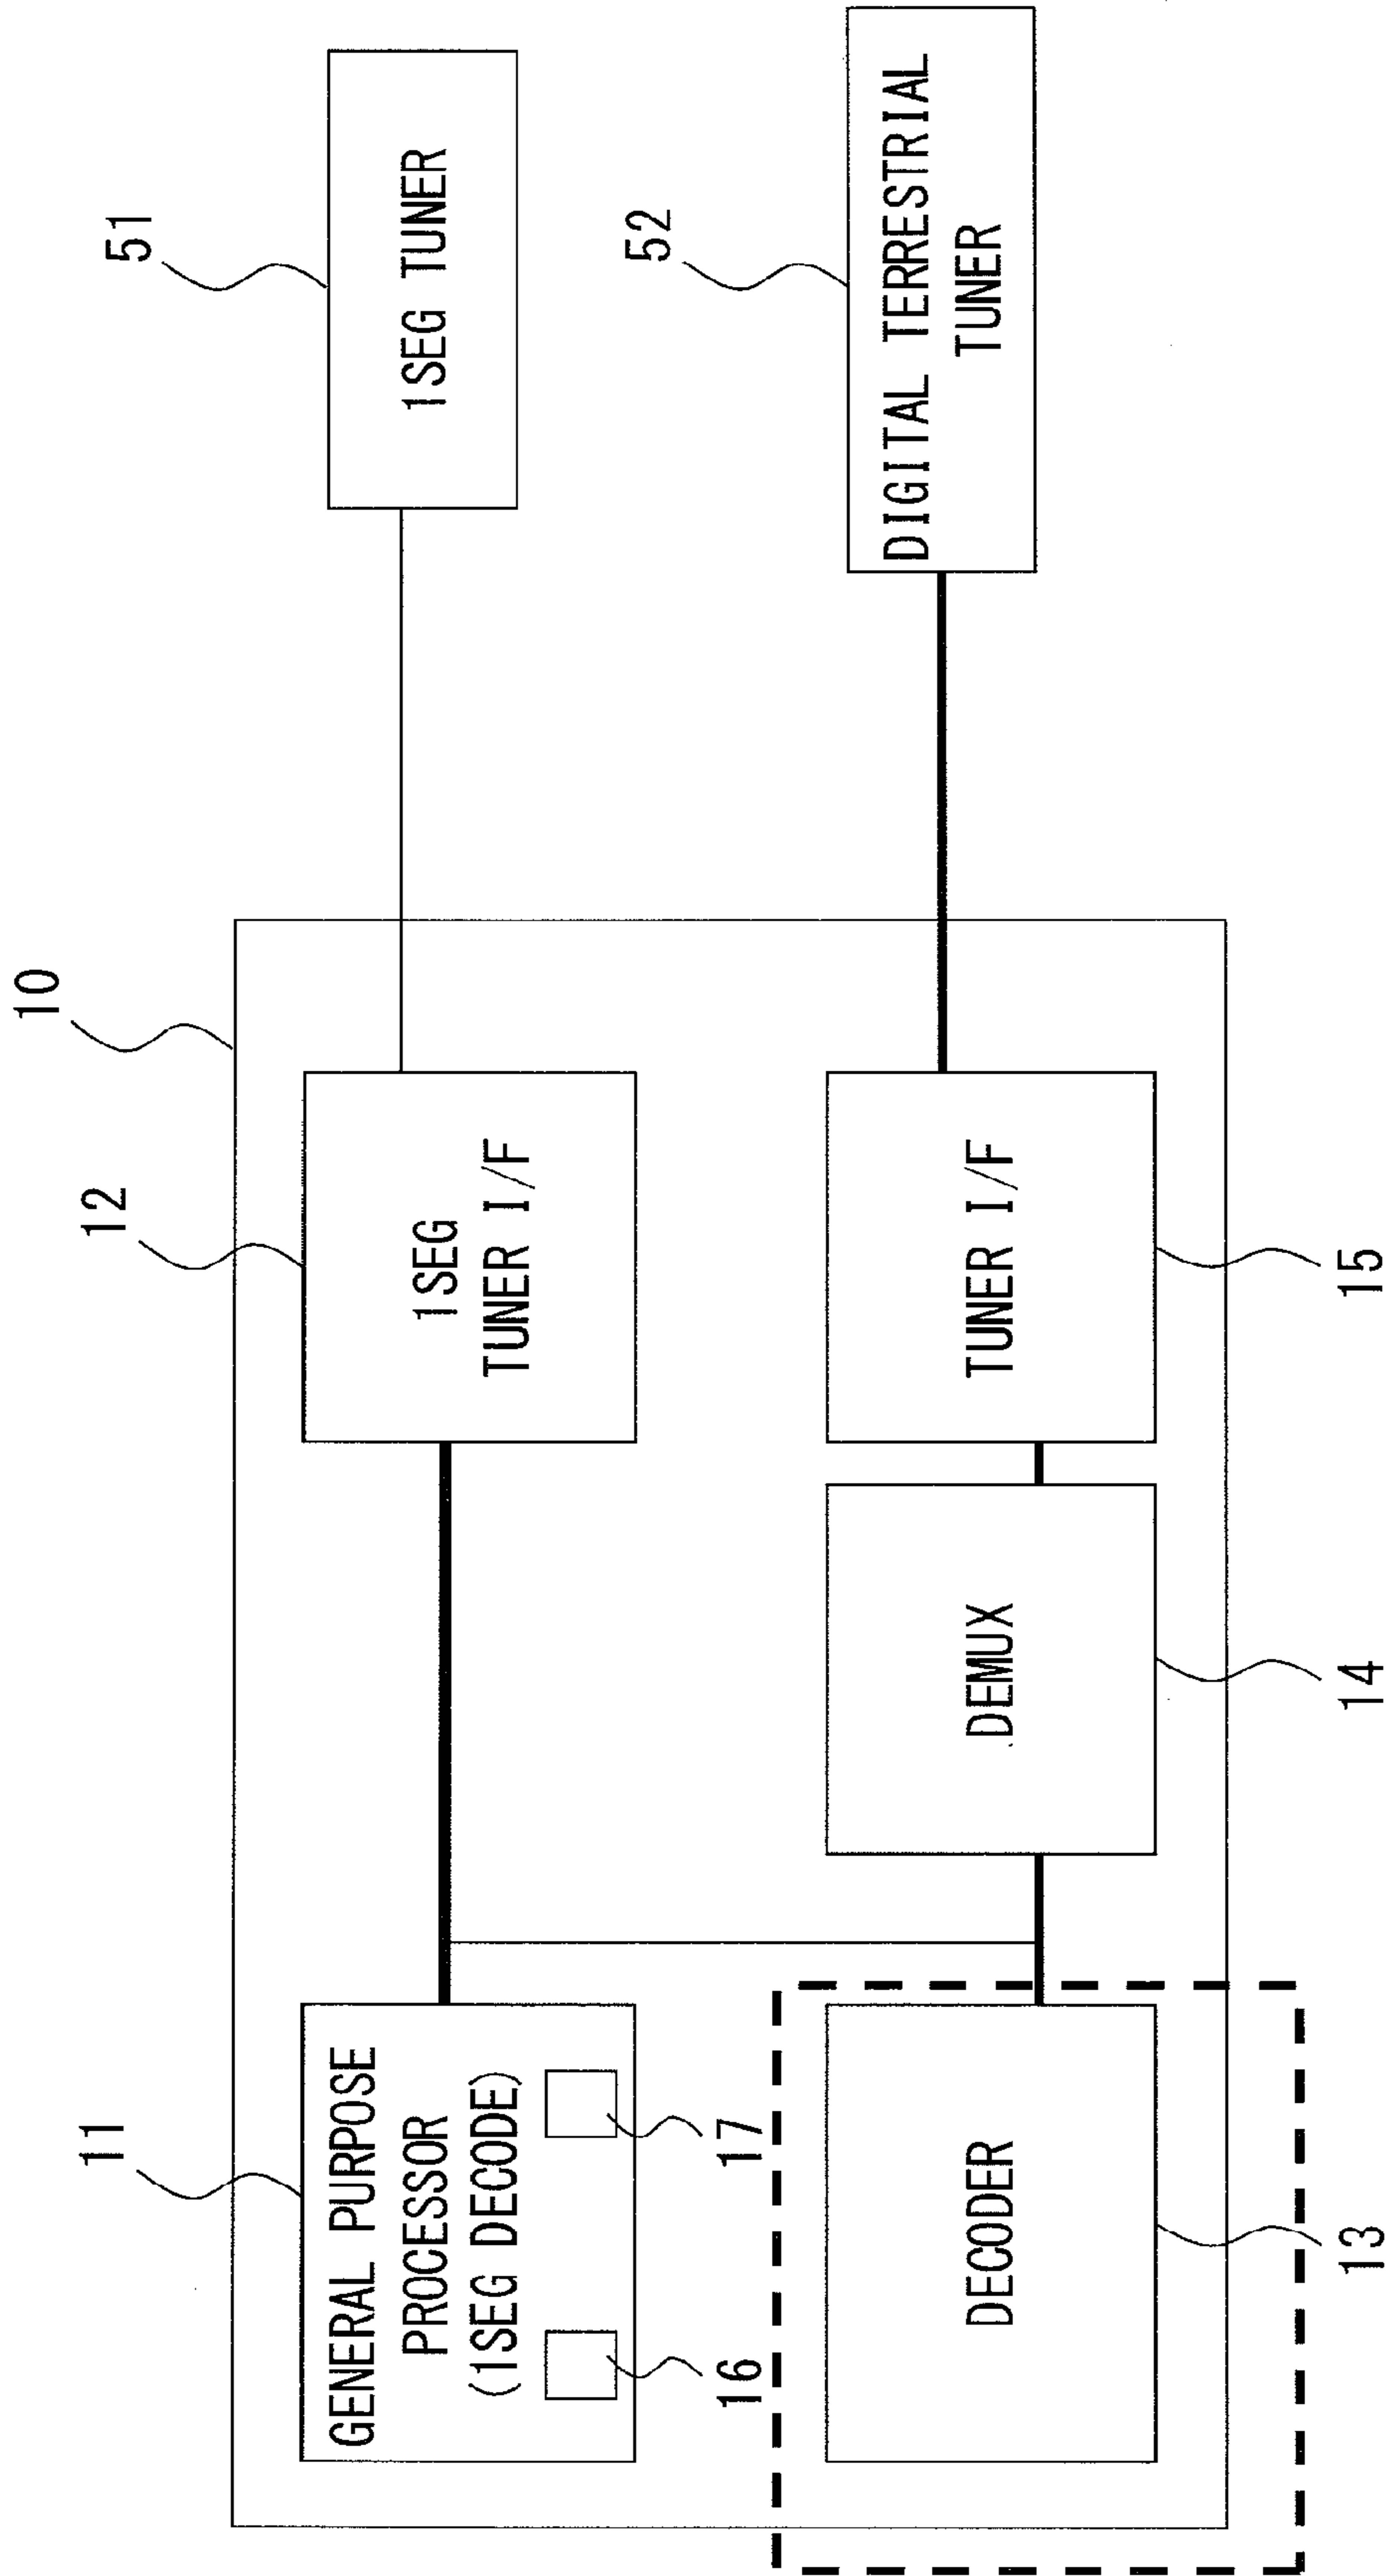 10
11
GENERAL PURPOSE
PROCESSOR
(1SEG DECODE)
16
17
12
1SEG
TUNER I/F
51
1SEG TUNER
13
DECODER
14
DEMUX
15
TUNER I/F
52
DIGITAL TERRESTRIAL
TUNER